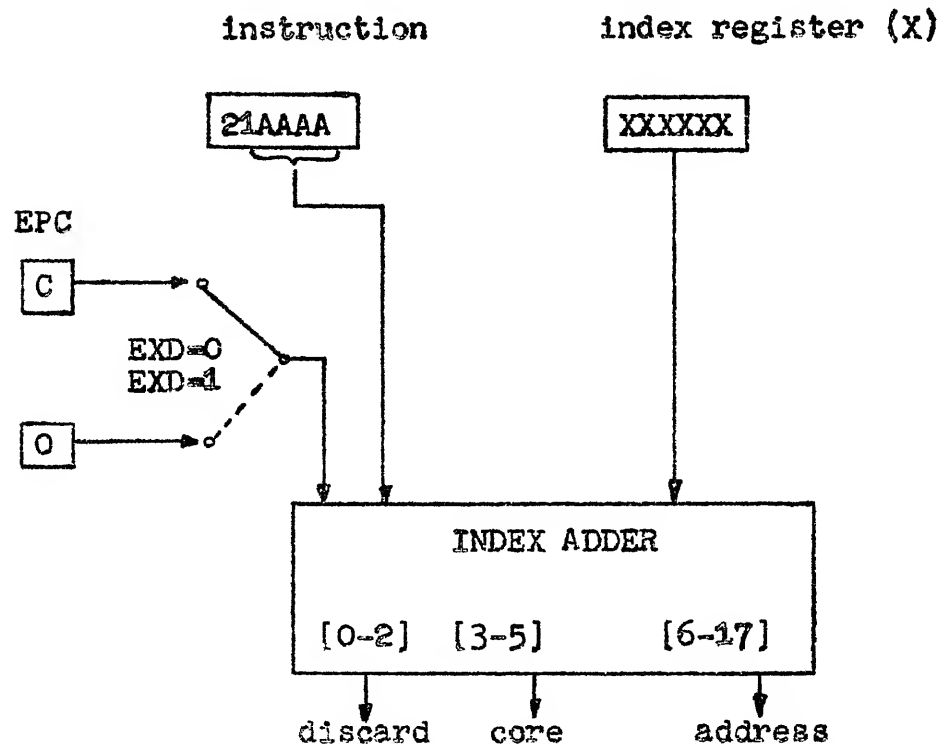 instruction index register (X)
21AAAA XXXXXX
EPC
C
EXD=0
EXD=1
0
INDEX ADDER
[0-2] [3-5] [6-17]
discard core address